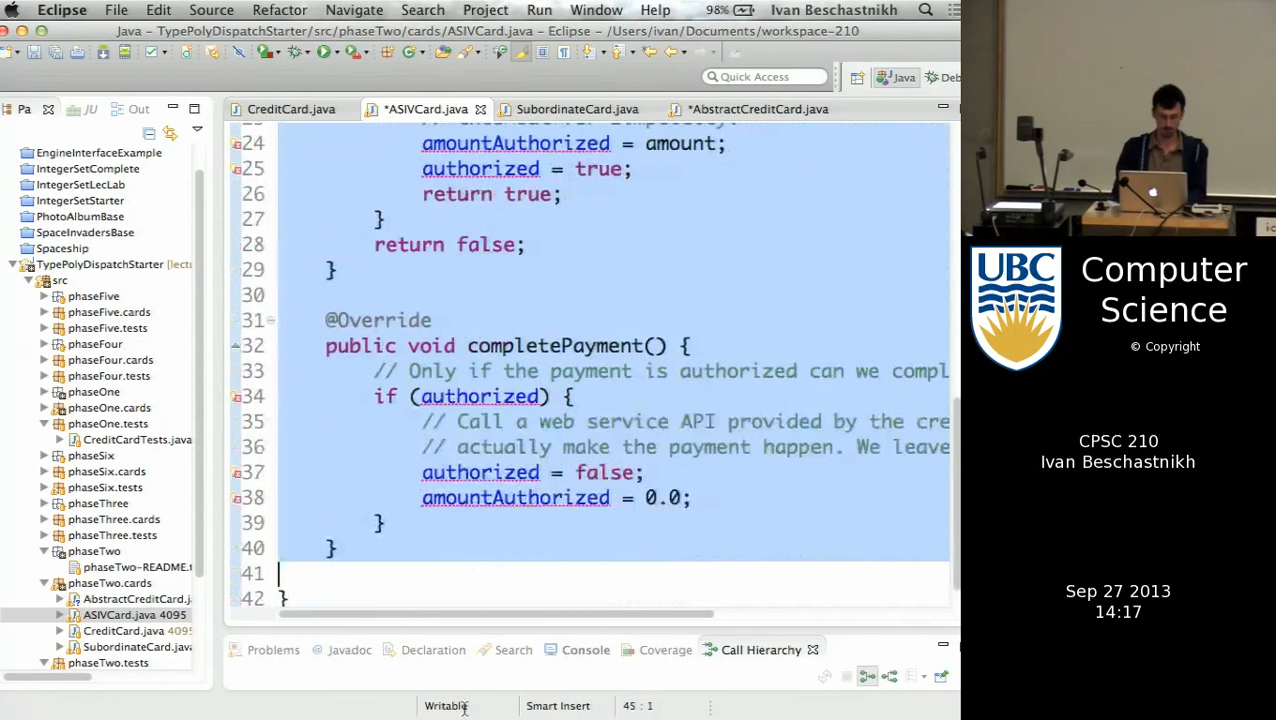 Eclipse File Edit Source Refactor Navigate Search Project Run Window Help 98% Ivan Beschastnikh
Java – TypePolyDispatchStarter/src/phaseTwo/cards/ASIVCard.java – Eclipse – /Users/ivan/Documents/workspace-210
Quick Access Java Deb
Pa JU Out
CreditCard.java *ASIVCard.java SubordinateCard.java *AbstractCreditCard.java
EngineInterfaceExample
IntegerSetComplete
IntegerSetLecLab
IntegerSetStarter
PhotoAlbumBase
SpaceInvadersBase
Spaceship
TypePolyDispatchStarter [lectu
src
phaseFive
phaseFive.cards
phaseFive.tests
phaseFour
phaseFour.cards
phaseFour.tests
phaseOne
phaseOne.cards
phaseOne.tests
CreditCardTests.java
phaseSix
phaseSix.cards
phaseSix.tests
phaseThree
phaseThree.cards
phaseThree.tests
phaseTwo
phaseTwo-README.t
phaseTwo.cards
AbstractCreditCard.j
ASIVCard.java 4095
CreditCard.java 4095
SubordinateCard.java
phaseTwo.tests
24 amountAuthorized = amount;
25 authorized = true;
26 return true;
27 }
28 return false;
29 }
30
31 @Override
32 public void completePayment() {
33 // Only if the payment is authorized can we compl
34 if (authorized) {
35 // Call a web service API provided by the cre
36 // actually make the payment happen. We leave
37 authorized = false;
38 amountAuthorized = 0.0;
39 }
40 }
41
42 }
Problems Javadoc Declaration Search Console Coverage Call Hierarchy
Writable Smart Insert 45 : 1
UBC
Computer
Science
© Copyright
CPSC 210
Ivan Beschastnikh
Sep 27 2013
14:17